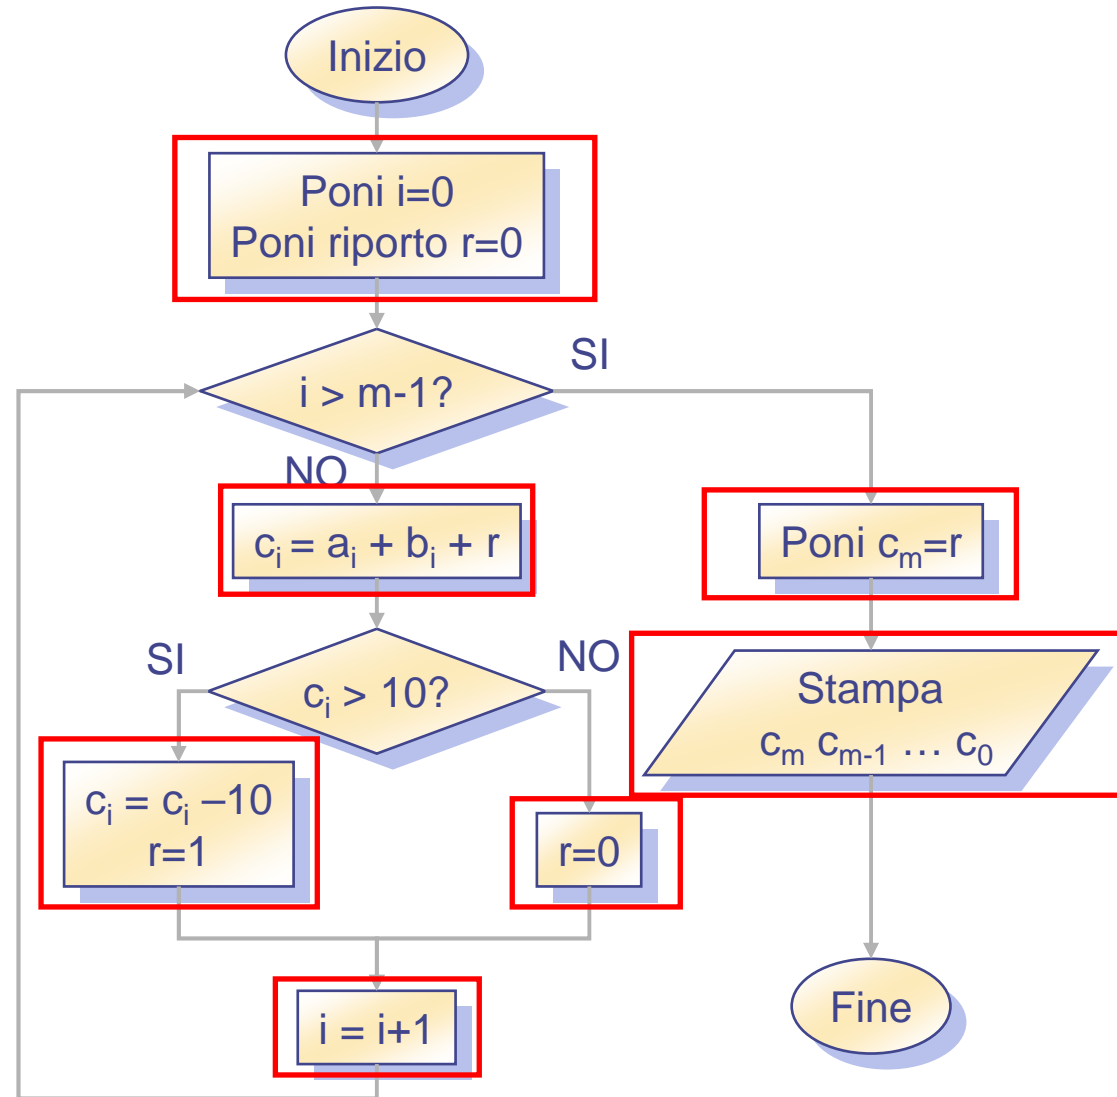 Inizio
Poni i=0
Poni riporto r=0
i > m-1?
SI
NO
cᵢ = aᵢ + bᵢ + r
cᵢ > 10?
SI
NO
cᵢ = cᵢ –10
r=1
r=0
i = i+1
Poni cₘ=r
Stampa
cₘ cₘ₋₁ … c₀
Fine